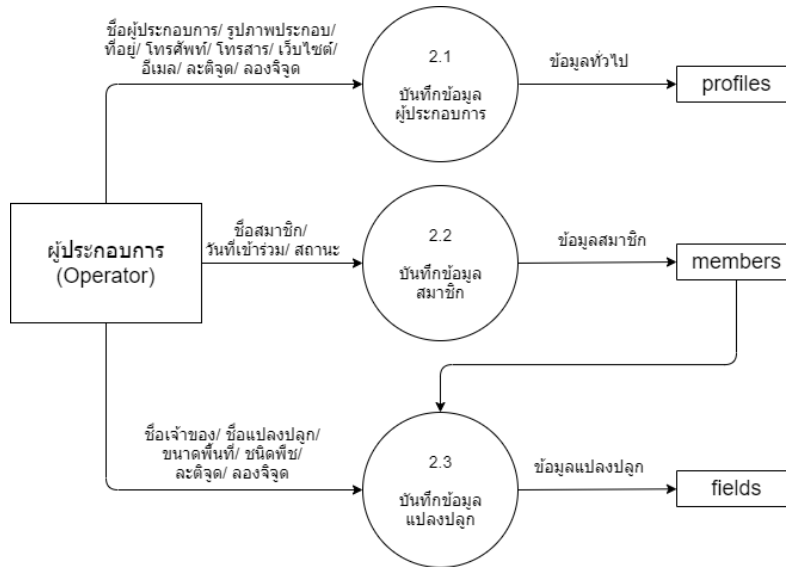 ชื่อผู้ประกอบการ/ รูปภาพประกอบ/
ที่อยู่/ โทรศัพท์/ โทรสาร/ เว็บไซต์/
อีเมล/ ละติจูด/ ลองจิจูด
2.1
บันทึกข้อมูล
ผู้ประกอบการ
ข้อมูลทั่วไป
profiles
ผู้ประกอบการ
(Operator)
ชื่อสมาชิก/
วันที่เข้าร่วม/ สถานะ
2.2
บันทึกข้อมูล
สมาชิก
ข้อมูลสมาชิก
members
ชื่อเจ้าของ/ ชื่อแปลงปลูก/
ขนาดพื้นที่/ ชนิดพืช/
ละติจูด/ ลองจิจูด
2.3
บันทึกข้อมูล
แปลงปลูก
ข้อมูลแปลงปลูก
fields